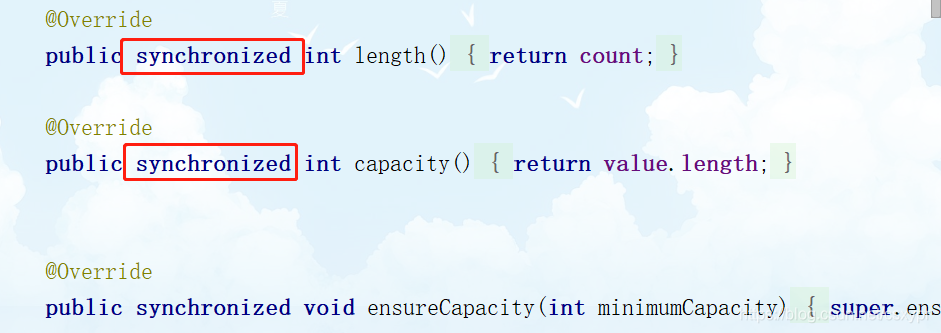 夏
@Override
public synchronized int length() { return count; }
@Override
public synchronized int capacity() { return value.length; }
@Override
public synchronized void ensureCapacity(int minimumCapacity) { super.ens